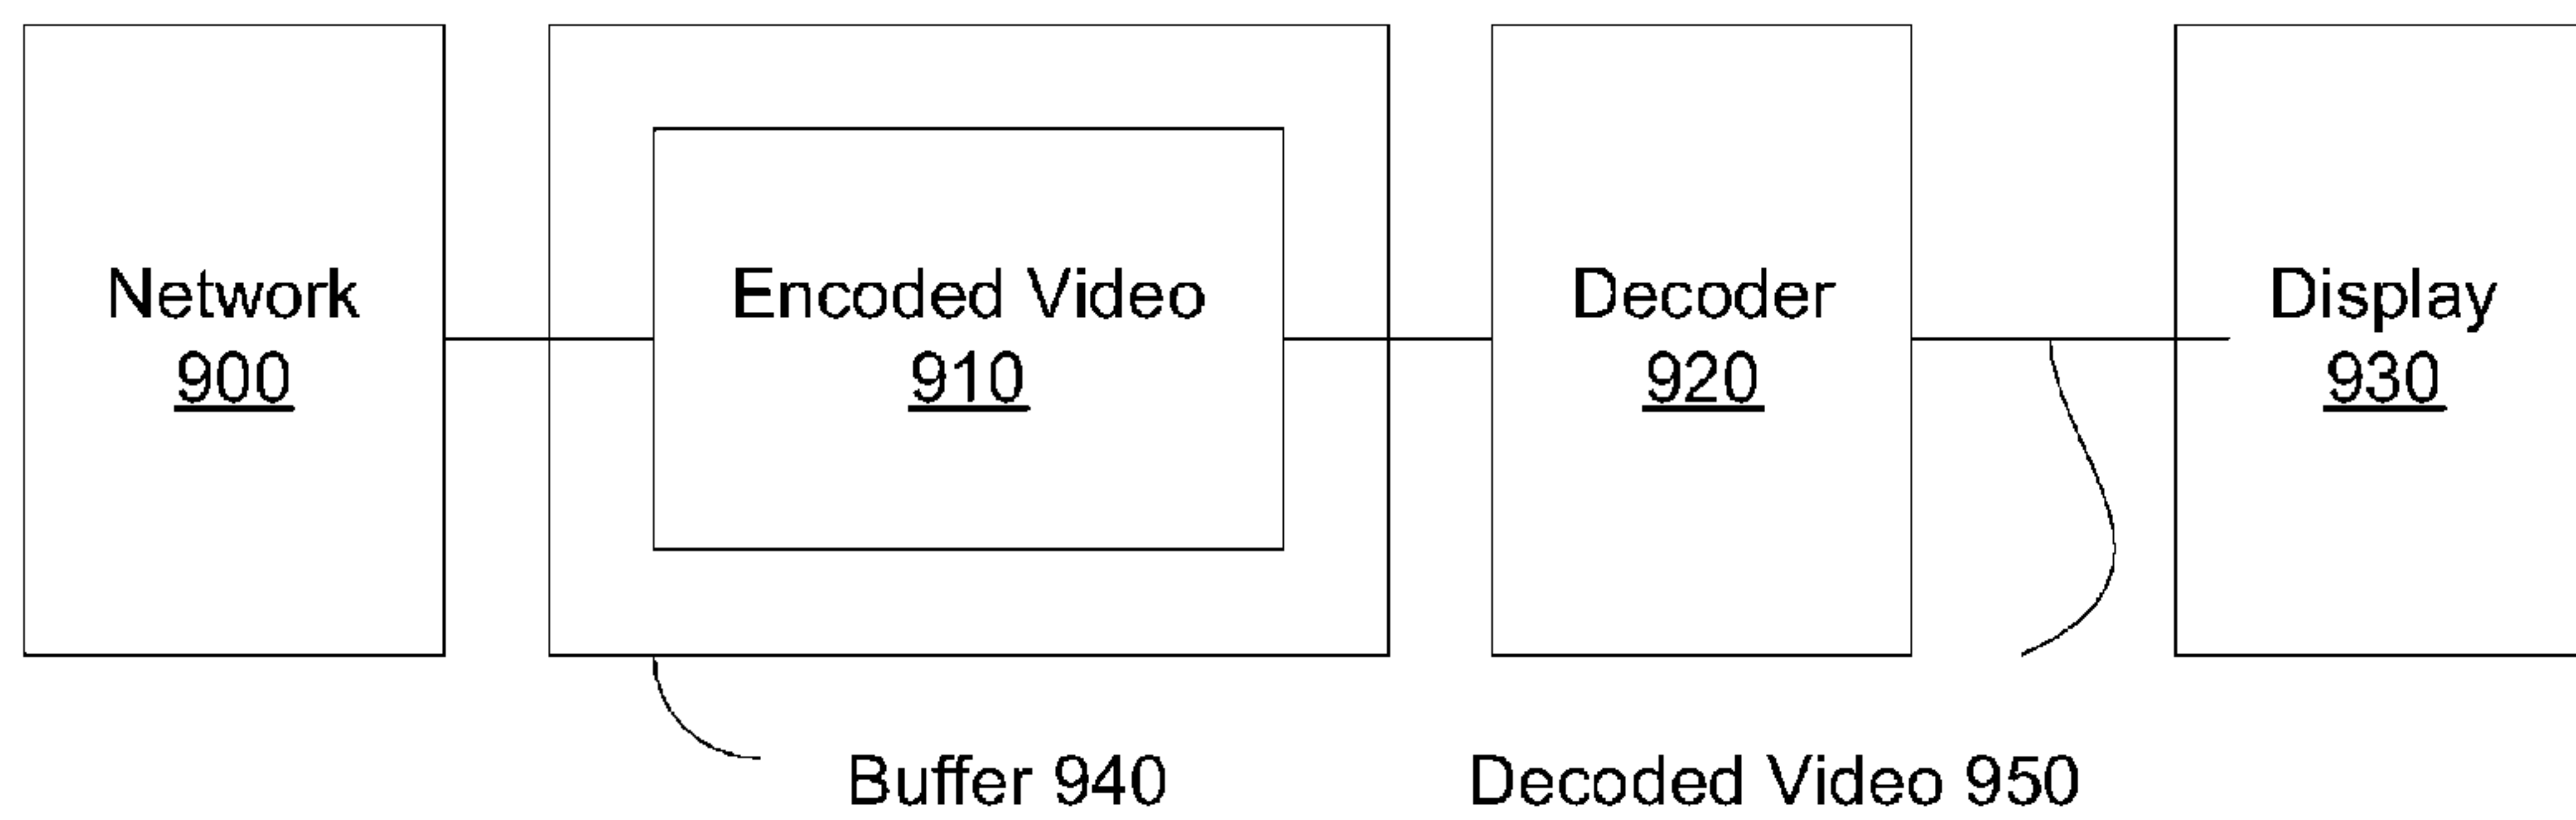 Network
900
Encoded Video
910
Decoder
920
Display
930
Buffer 940
Decoded Video 950